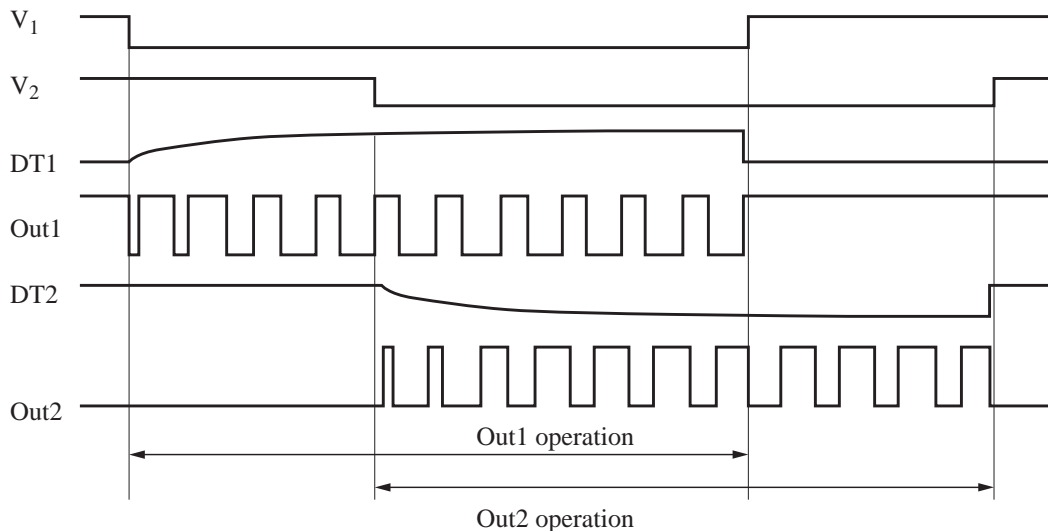 V1
V2
DT1
Out1
DT2
Out2
Out1 operation
Out2 operation